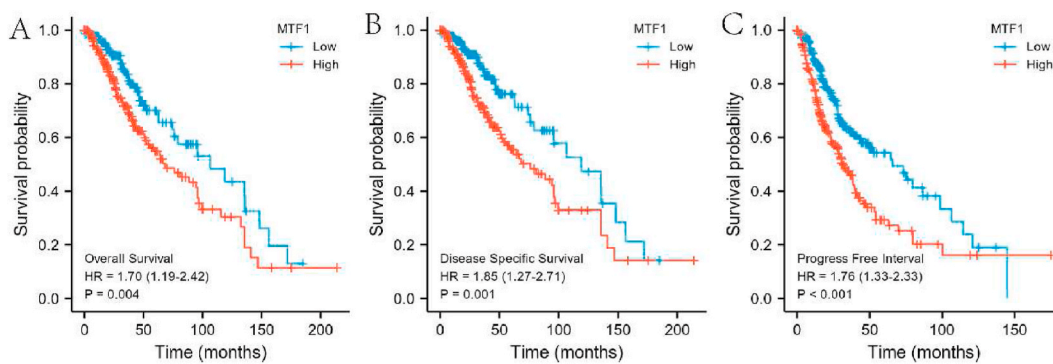 A
MTF1
Low
High
Survival probability
1.0
0.8
0.6
0.4
0.2
0.0
Overall Survival
HR = 1.70 (1.19-2.42)
P = 0.004
0 50 100 150 200
Time (months)
B
MTF1
Low
High
Survival probability
1.0
0.8
0.6
0.4
0.2
0.0
Disease Specific Survival
HR = 1.85 (1.27-2.71)
P = 0.001
0 50 100 150 200
Time (months)
C
MTF1
Low
High
Survival probability
1.0
0.8
0.6
0.4
0.2
0.0
Progress Free Interval
HR = 1.76 (1.33-2.33)
P < 0.001
0 50 100 150
Time (months)